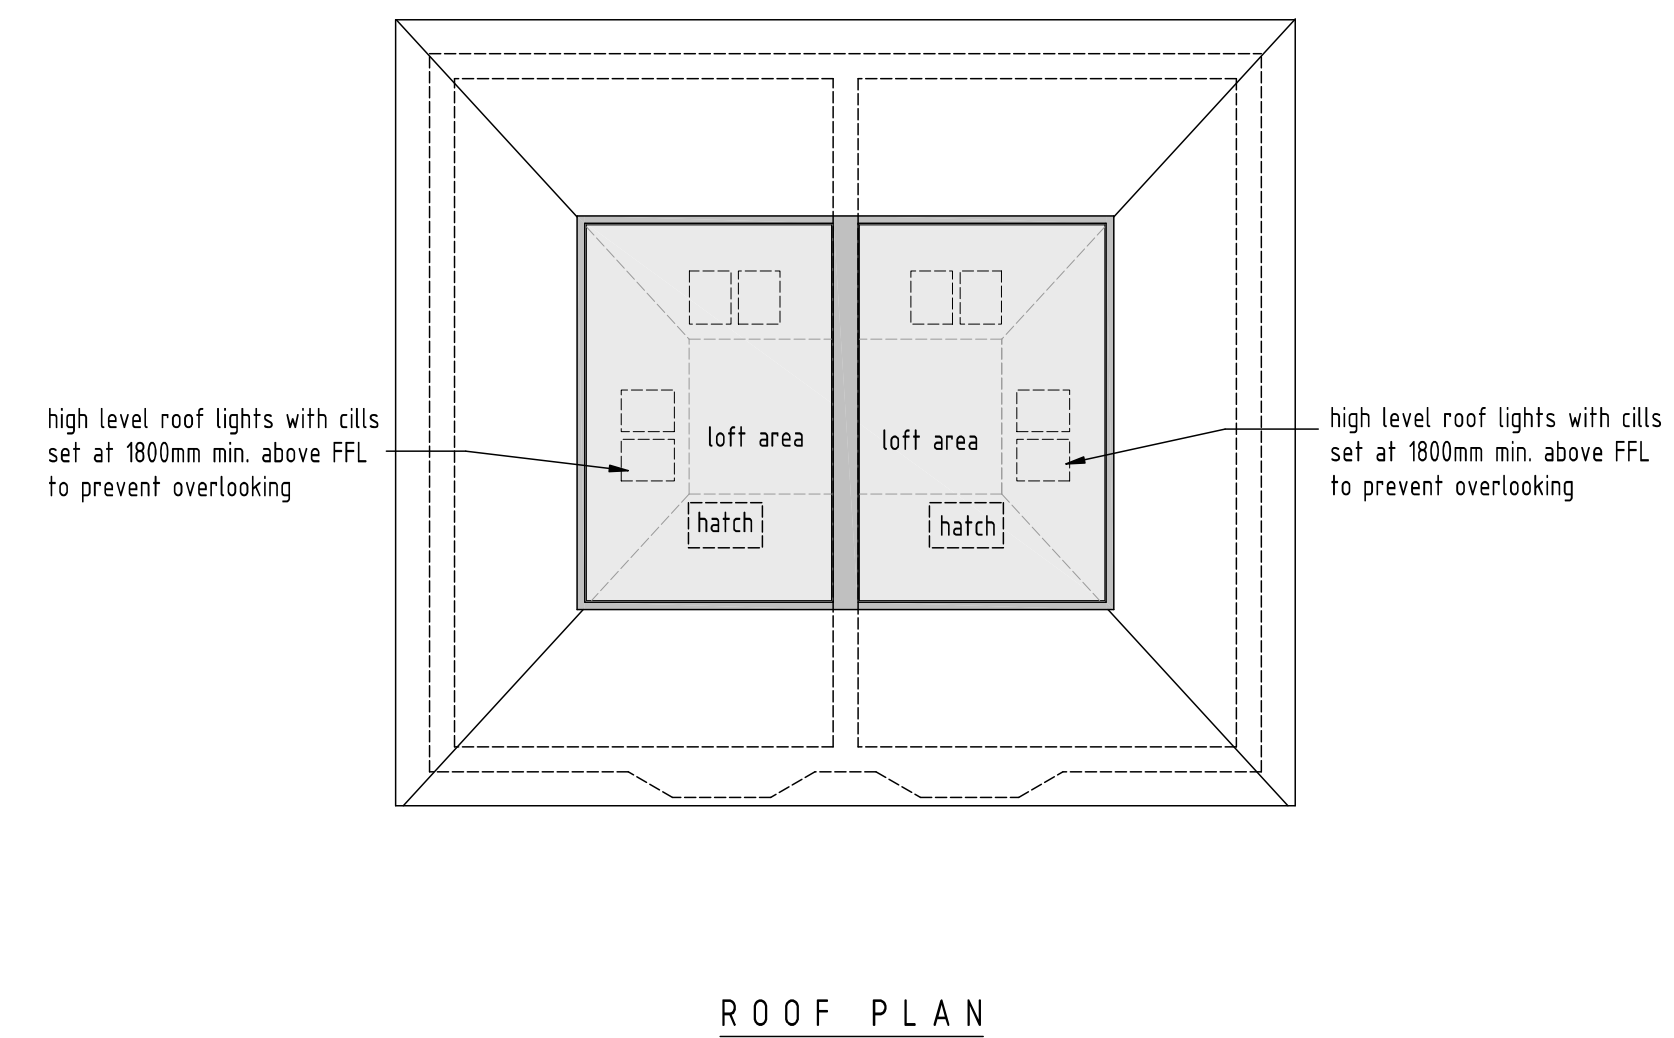 high level roof lights with cills
set at 1800mm min. above FFL
to prevent overlooking
loft area
hatch
loft area
hatch
high level roof lights with cills
set at 1800mm min. above FFL
to prevent overlooking
ROOF PLAN